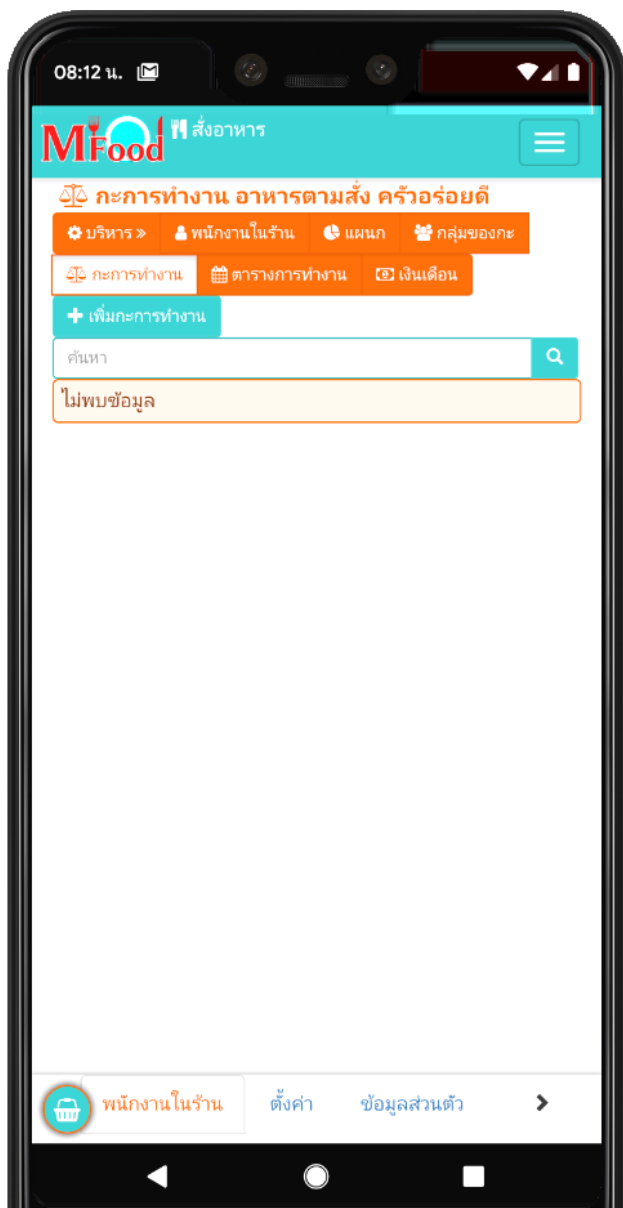 08:12 น.
MFood สั่งอาหาร
กะการทำงาน อาหารตามสั่ง ครัวอร่อยดี
บริหาร » พนักงานในร้าน แผนก กลุ่มของกะ
กะการทำงาน ตารางการทำงาน เงินเดือน
เพิ่มกะการทำงาน
ค้นหา
ไม่พบข้อมูล
พนักงานในร้าน ตั้งค่า ข้อมูลส่วนตัว